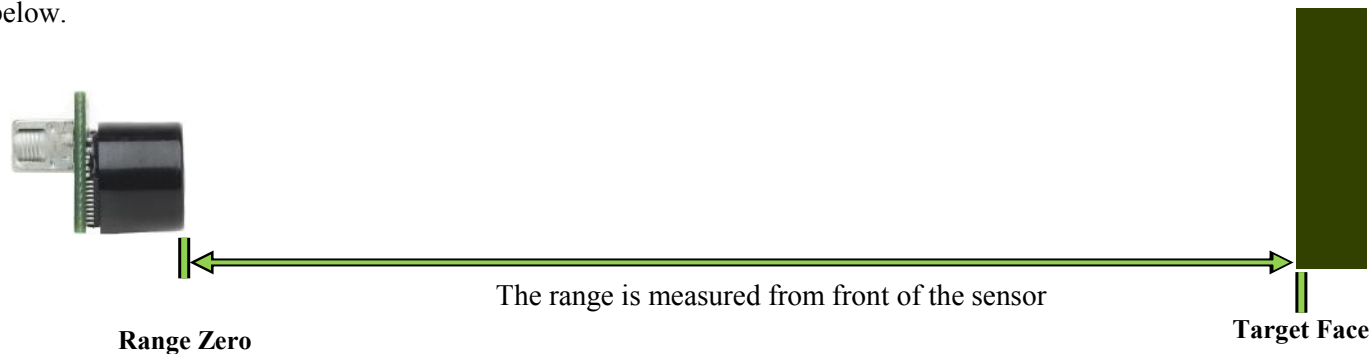 below.
The range is measured from front of the sensor
Target Face
Range Zero